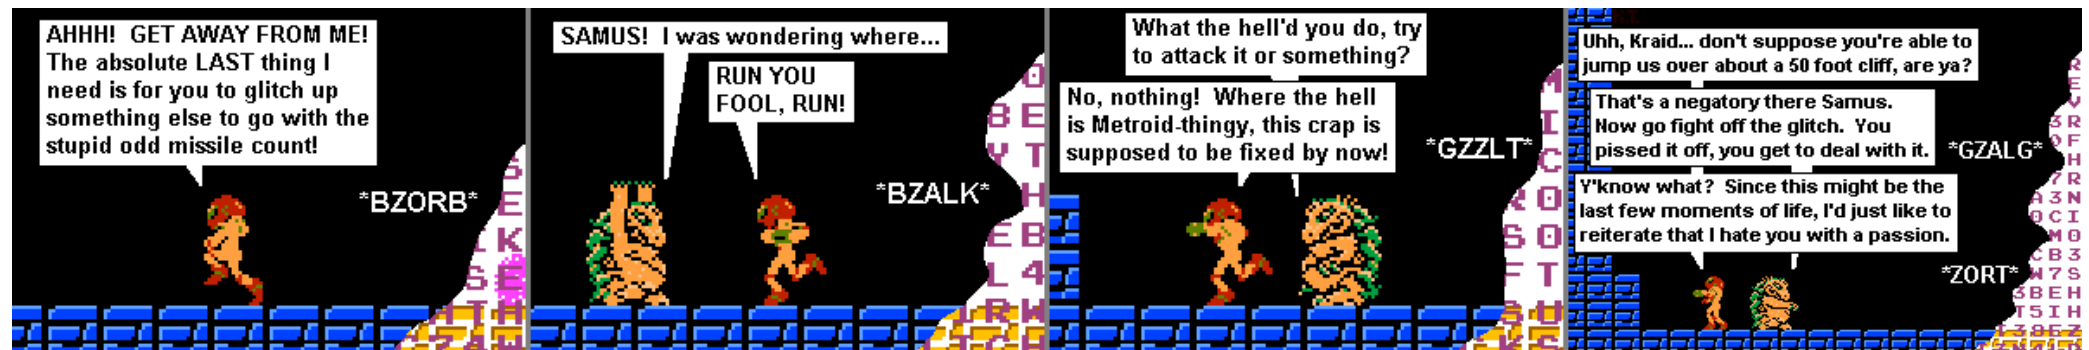 AHHH! GET AWAY FROM ME!
The absolute LAST thing I
need is for you to glitch up
something else to go with the
stupid odd missile count!
*BZORB*
SAMUS! I was wondering where...
RUN YOU
FOOL, RUN!
*BZALK*
What the hell'd you do, try
to attack it or something?
No, nothing! Where the hell
is Metroid-thingy, this crap is
supposed to be fixed by now!
*GZZLT*
Uhh, Kraid... don't suppose you're able to
jump us over about a 50 foot cliff, are ya?
That's a negatory there Samus.
Now go fight off the glitch. You
pissed it off, you get to deal with it.
*GZALG*
Y'know what? Since this might be the
last few moments of life, I'd just like to
reiterate that I hate you with a passion.
*ZORT*